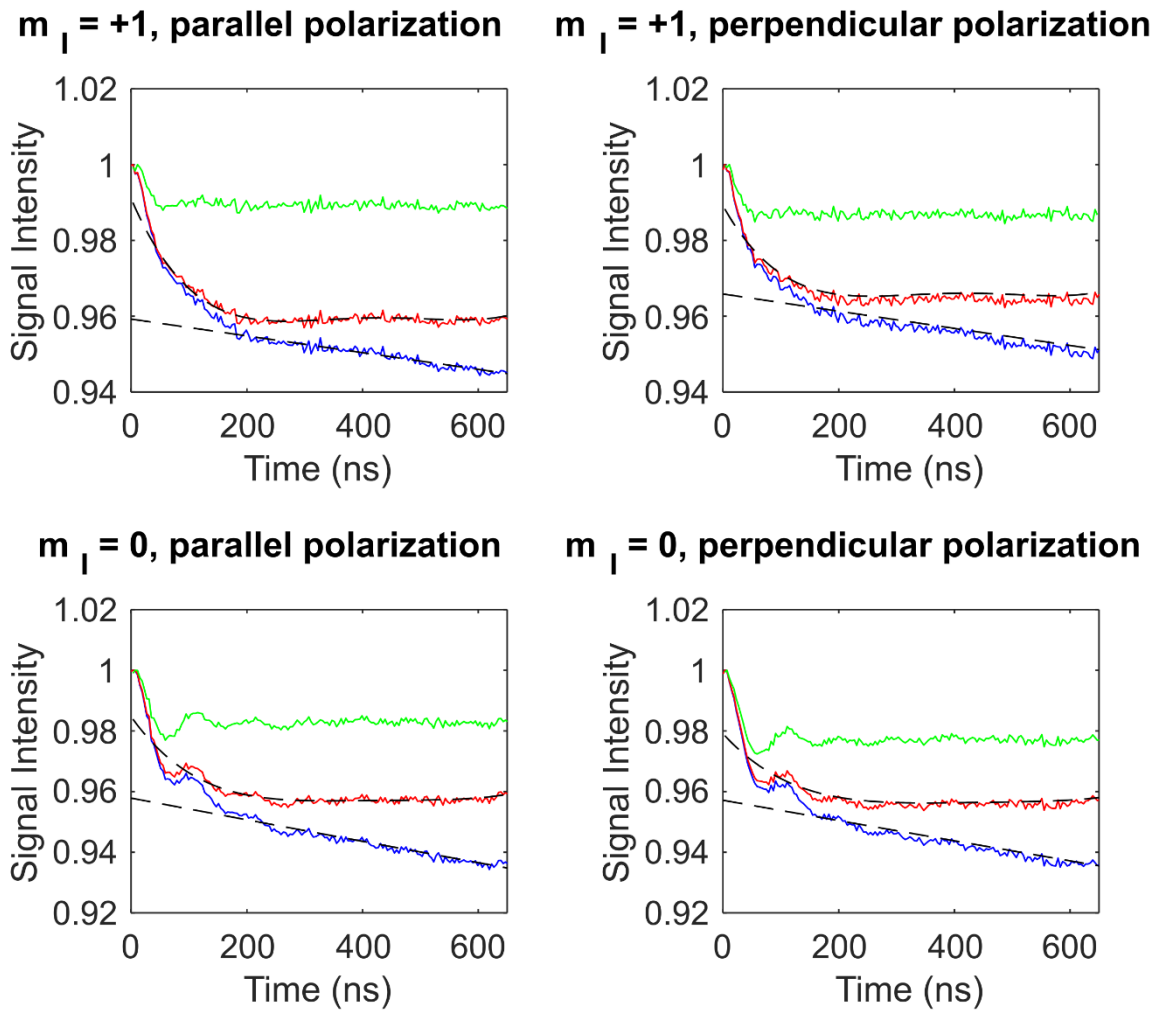 m I = +1, parallel polarization
1.02
1
0.98
0.96
0.94
Signal Intensity
0 200 400 600
Time (ns)
m I = +1, perpendicular polarization
1.02
1
0.98
0.96
0.94
Signal Intensity
0 200 400 600
Time (ns)
m I = 0, parallel polarization
1.02
1
0.98
0.96
0.94
0.92
Signal Intensity
0 200 400 600
Time (ns)
m I = 0, perpendicular polarization
1.02
1
0.98
0.96
0.94
0.92
Signal Intensity
0 200 400 600
Time (ns)